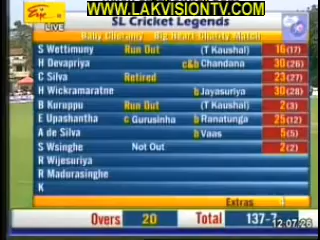 WWW.LAKVISIONTV.COM
Eye
LIVE
SL Cricket Legends
Big Heart Charity Match
S Wettimuny Run Out (T Kaushal) 16(17)
H Devapriya c&b Chandana 30(26)
C Silva Retired 23(27)
H Wickramaratne b Jayasuriya 30(28)
B Kuruppu Run Out (T Kaushal) 2(3)
E Upashantha c Gurusinha b Ranatunga 25(12)
A de Silva b Vaas 5(5)
S Wsinghe Not Out 2(2)
R Wijesuriya
R Madurasinghe
K
Extras
Overs 20 Total 137-7
12:07:26